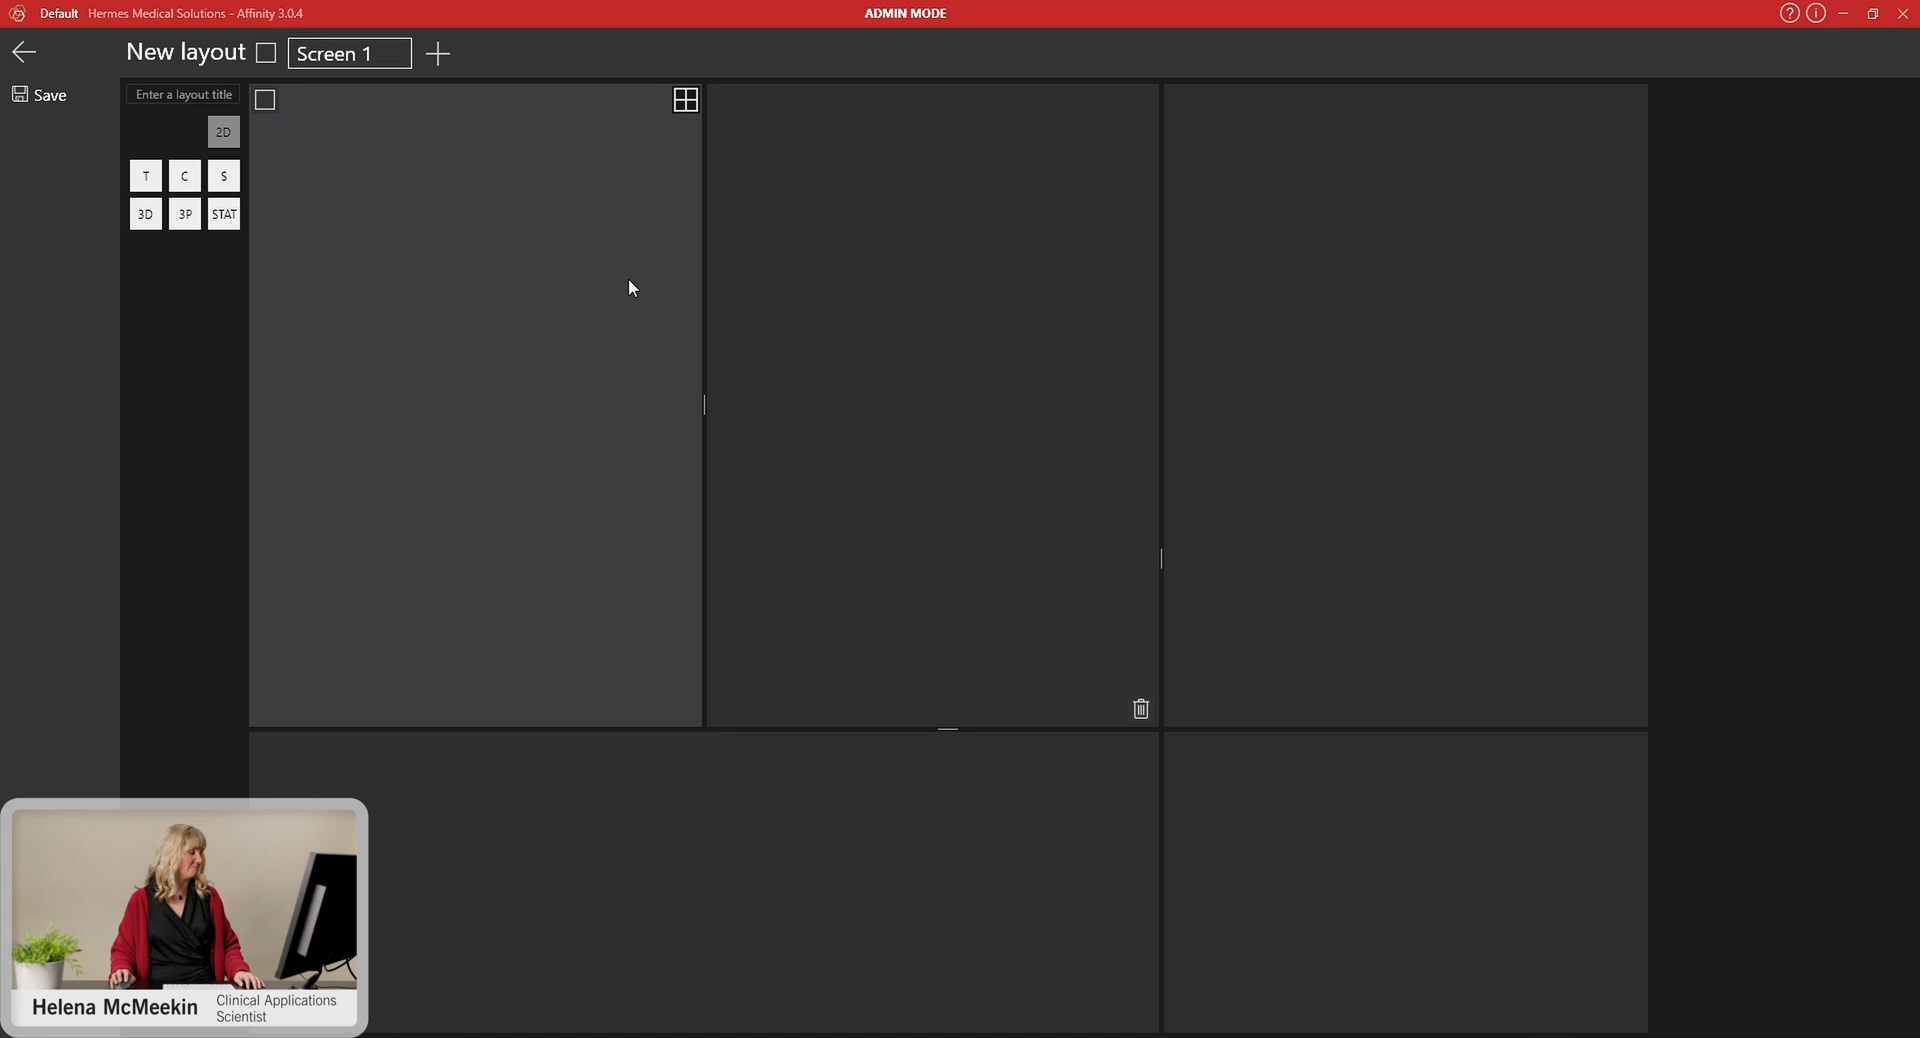 Default Hermes Medical Solutions - Affinity 3.0.4
ADMIN MODE
New layout
Screen 1
Save
Enter a layout title
2D
T C S
3D 3P STAT
Helena McMeekin
Clinical Applications
Scientist